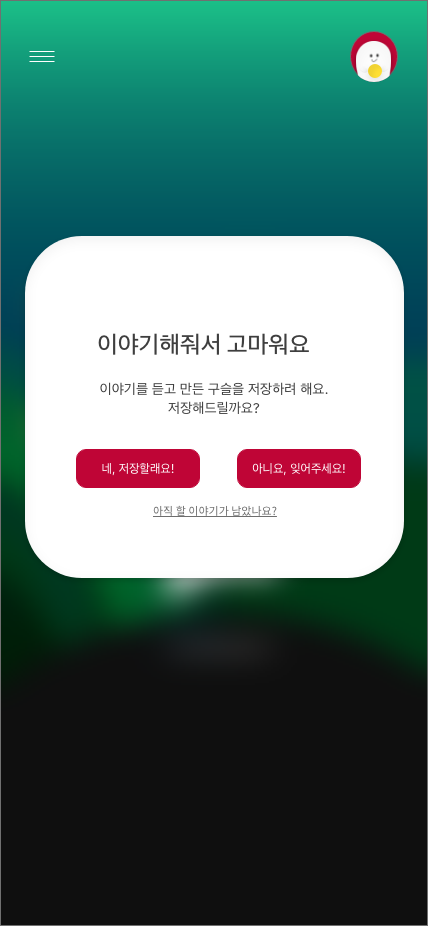 이야기해줘서 고마워요
이야기를 듣고 만든 구슬을 저장하려 해요.
저장해드릴까요?
네, 저장할래요!
아니요, 잊어주세요!
아직 할 이야기가 남았나요?